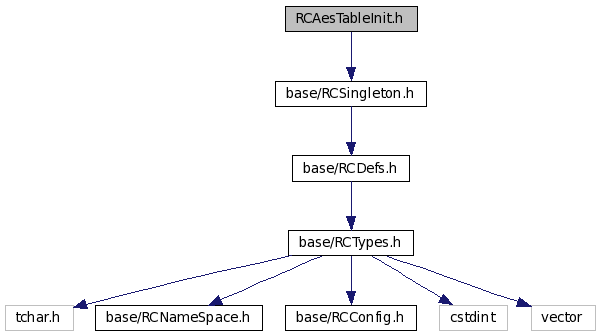 RCAesTableInit.h
base/RCSingleton.h
base/RCDefs.h
base/RCTypes.h
tchar.h
base/RCNameSpace.h
base/RCConfig.h
cstdint
vector